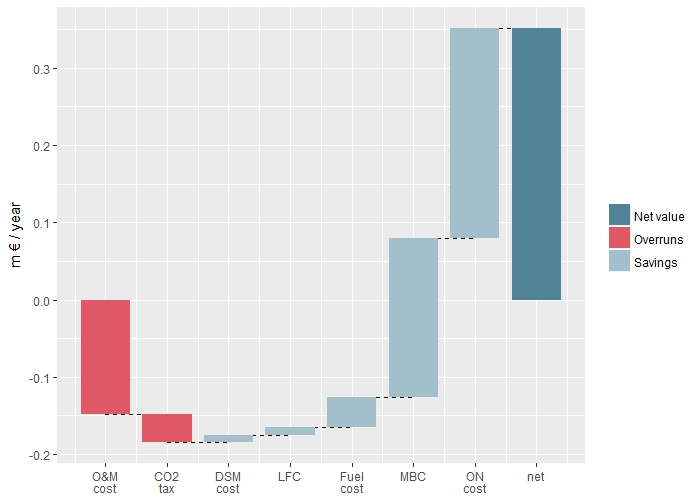 m € / year
0.3
0.2
0.1
0.0
-0.1
-0.2
O&M
cost
CO2
tax
DSM
cost
LFC
Fuel
cost
MBC
ON
cost
net
Net value
Overruns
Savings